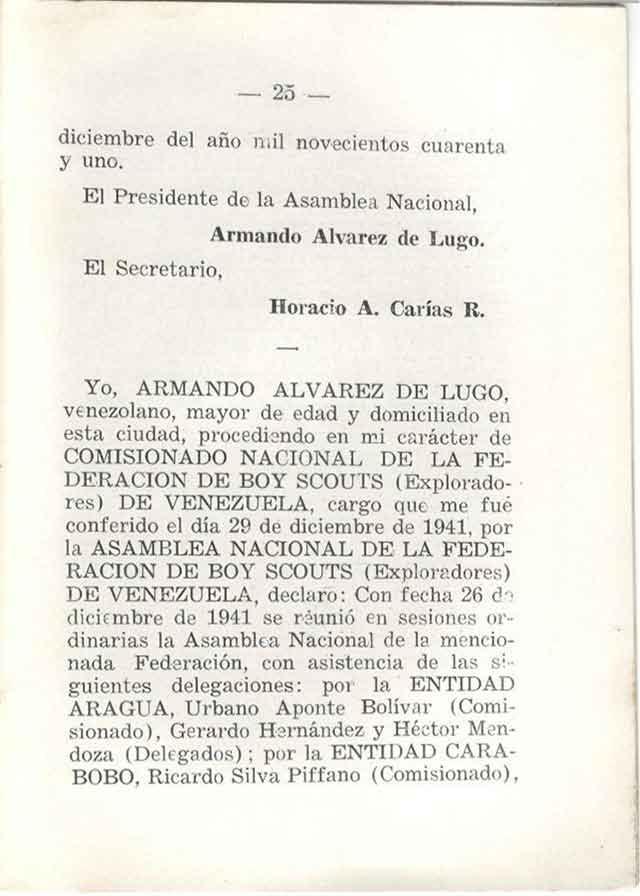 — 25 —
diciembre del año mil novecientos cuarenta
y uno.
El Presidente de la Asamblea Nacional,
Armando Alvarez de Lugo.
El Secretario,
Horacio A. Carías R.
—
Yo, ARMANDO ALVAREZ DE LUGO,
venezolano, mayor de edad y domiciliado en
esta ciudad, procediendo en mi carácter de
COMISIONADO NACIONAL DE LA FE-
DERACION DE BOY SCOUTS (Explorado-
res) DE VENEZUELA, cargo que me fué
conferido el día 29 de diciembre de 1941, por
la ASAMBLEA NACIONAL DE LA FEDE-
RACION DE BOY SCOUTS (Exploradores)
DE VENEZUELA, declaro: Con fecha 26 de
diciembre de 1941 se reunió en sesiones or-
dinarias la Asamblea Nacional de la mencio-
nada Federación, con asistencia de las si-
guientes delegaciones: por la ENTIDAD
ARAGUA, Urbano Aponte Bolívar (Comi-
sionado), Gerardo Hernández y Héctor Men-
doza (Delegados); por la ENTIDAD CARA-
BOBO, Ricardo Silva Piffano (Comisionado),